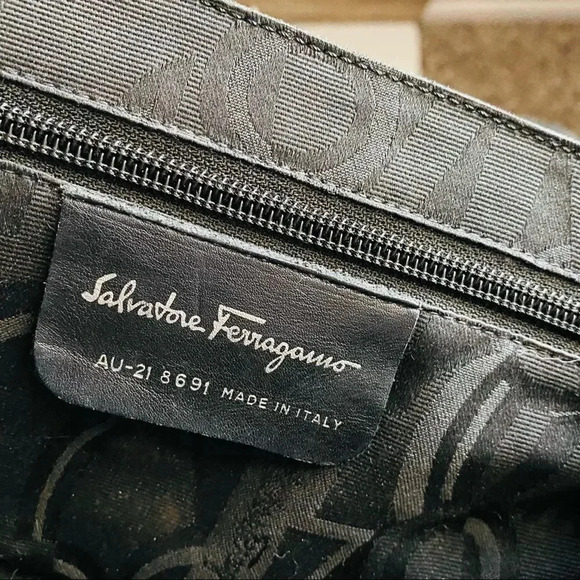 Salvatore Ferragamo
AU-21 8691 MADE IN ITALY